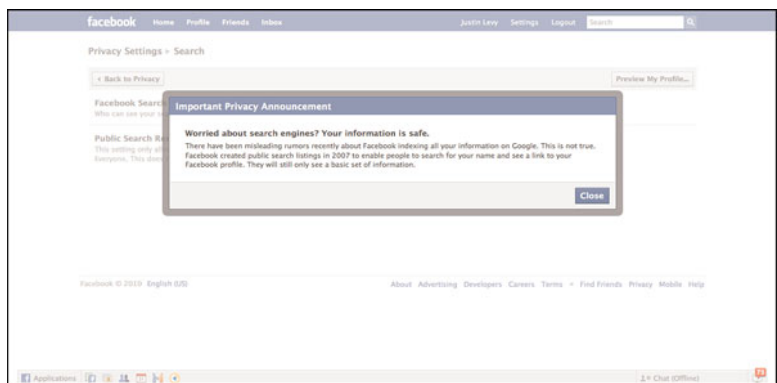 facebook Home Profile Friends Inbox Justin Levy Settings Logout Search
Privacy Settings ▸ Search
Back to Privacy Preview My Profile...
Facebook Search
Who can see your
Important Privacy Announcement
Worried about search engines? Your information is safe.
There have been misleading rumors recently about Facebook indexing all your information on Google. This is not true.
Facebook created public search listings in 2007 to enable people to search for your name and see a link to your
Facebook profile. They will still only see a basic set of information.
Close
Public Search
This setting only
Everyone. This
Facebook © 2010 English (US) About Advertising Developers Careers Terms • Find Friends Privacy Mobile Help
Applications Chat (Offline)